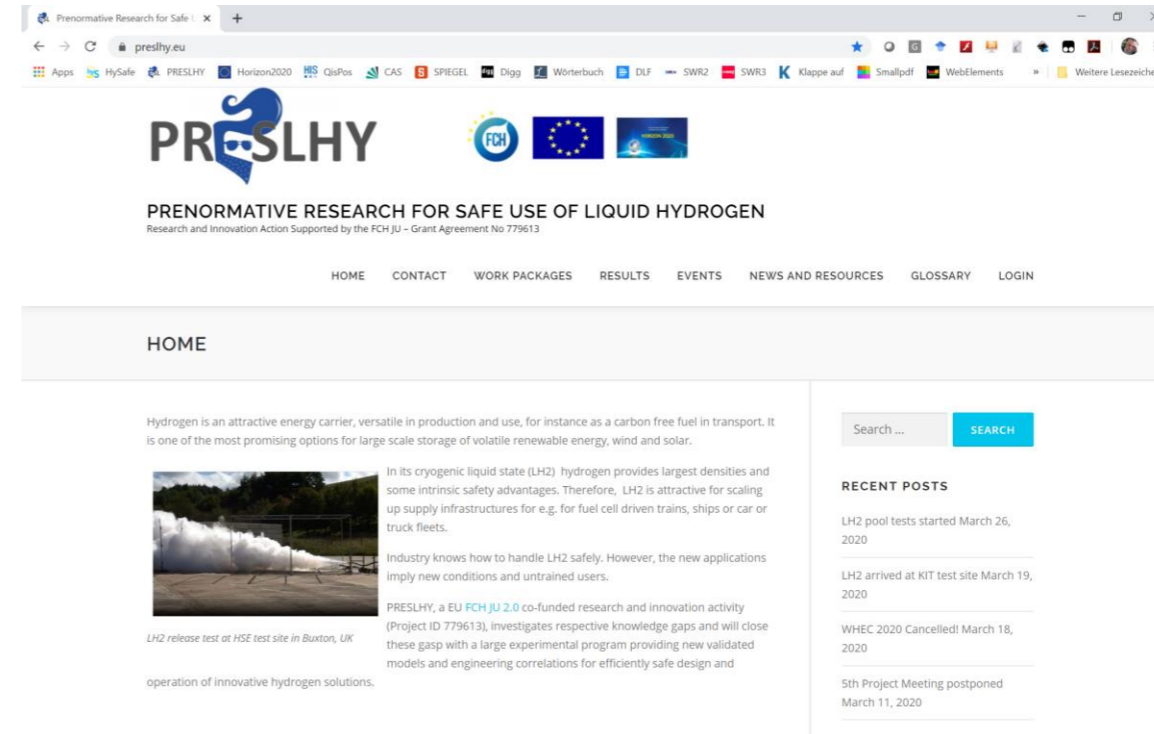 Prenormative Research for Safe U
preslhy.eu
Apps HySafe PRESLHY Horizon2020 HIS QisPos CAS S SPIEGEL digg Digg Wörterbuch DLF SWR2 SWR3 K Klappe auf Smallpdf WebElements » Weitere Lesezeiche
PRESLHY
FCH
HORIZON 2020
PRENORMATIVE RESEARCH FOR SAFE USE OF LIQUID HYDROGEN
Research and Innovation Action Supported by the FCH JU – Grant Agreement No 779613
HOME CONTACT WORK PACKAGES RESULTS EVENTS NEWS AND RESOURCES GLOSSARY LOGIN
HOME
Hydrogen is an attractive energy carrier, versatile in production and use, for instance as a carbon free fuel in transport. It
is one of the most promising options for large scale storage of volatile renewable energy, wind and solar.
In its cryogenic liquid state (LH2) hydrogen provides largest densities and
some intrinsic safety advantages. Therefore, LH2 is attractive for scaling
up supply infrastructures for e.g. for fuel cell driven trains, ships or car or
truck fleets.
Industry knows how to handle LH2 safely. However, the new applications
imply new conditions and untrained users.
PRESLHY, a EU FCH JU 2.0 co-funded research and innovation activity
(Project ID 779613), investigates respective knowledge gaps and will close
these gasp with a large experimental program providing new validated
models and engineering correlations for efficiently safe design and
operation of innovative hydrogen solutions.
LH2 release test at HSE test site in Buxton, UK
Search ...
SEARCH
RECENT POSTS
LH2 pool tests started March 26,
2020
LH2 arrived at KIT test site March 19,
2020
WHEC 2020 Cancelled! March 18,
2020
5th Project Meeting postponed
March 11, 2020